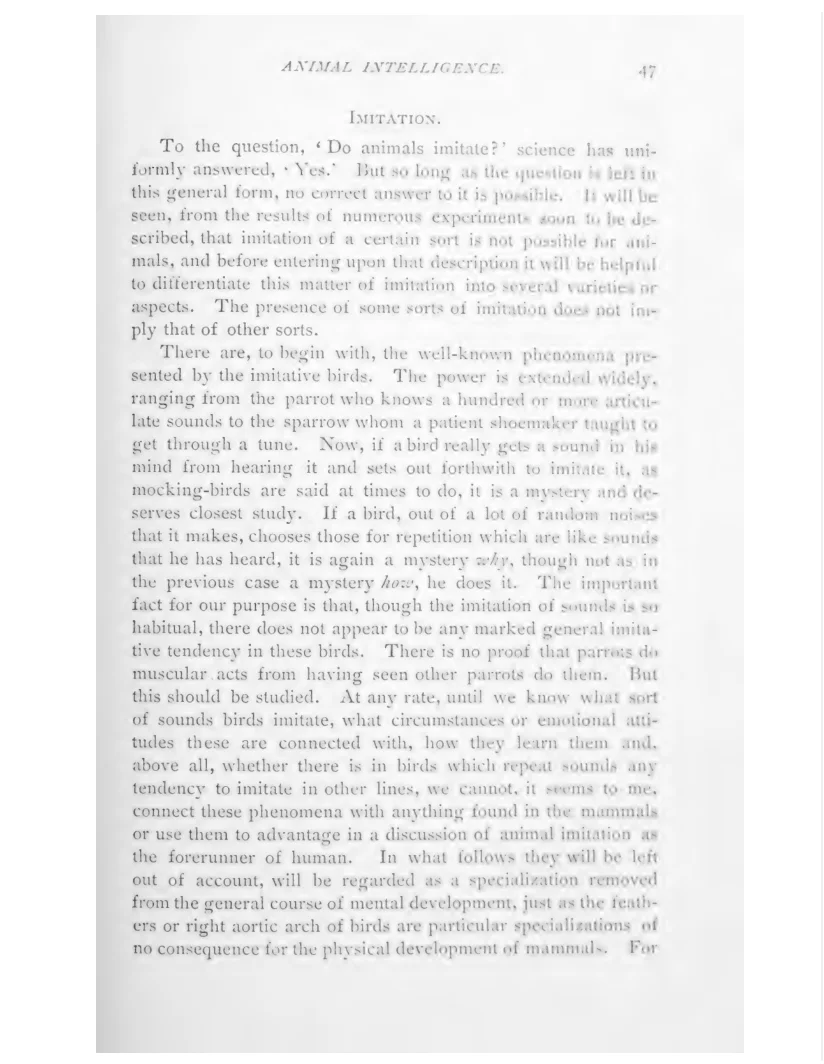 ANIMAL INTELLIGENCE. 47
IMITATION.
To the question, ‘Do animals imitate?’ science has uni-
formly answered, ‘Yes.’ But so long as the question is left in
this general form, no correct answer to it is possible. It will be
seen, from the results of numerous experiments soon to be de-
scribed, that imitation of a certain sort is not possible for ani-
mals, and before entering upon that description it will be helpful
to differentiate this matter of imitation into several varieties or
aspects. The presence of some sorts of imitation does not im-
ply that of other sorts.
There are, to begin with, the well-known phenomena pre-
sented by the imitative birds. The power is extended widely,
ranging from the parrot who knows a hundred or more articu-
late sounds to the sparrow whom a patient shoemaker taught to
get through a tune. Now, if a bird really gets a sound in his
mind from hearing it and sets out forthwith to imitate it, as
mocking-birds are said at times to do, it is a mystery and de-
serves closest study. If a bird, out of a lot of random noises
that it makes, chooses those for repetition which are like sounds
that he has heard, it is again a mystery why, though not as in
the previous case a mystery how, he does it. The important
fact for our purpose is that, though the imitation of sounds is so
habitual, there does not appear to be any marked general imita-
tive tendency in these birds. There is no proof that parrots do
muscular acts from having seen other parrots do them. But
this should be studied. At any rate, until we know what sort
of sounds birds imitate, what circumstances or emotional atti-
tudes these are connected with, how they learn them and,
above all, whether there is in birds which repeat sounds any
tendency to imitate in other lines, we cannot, it seems to me,
connect these phenomena with anything found in the mammals
or use them to advantage in a discussion of animal imitation as
the forerunner of human. In what follows they will be left
out of account, will be regarded as a specialization removed
from the general course of mental development, just as the feath-
ers or right aortic arch of birds are particular specializations of
no consequence for the physical development of mammals. For